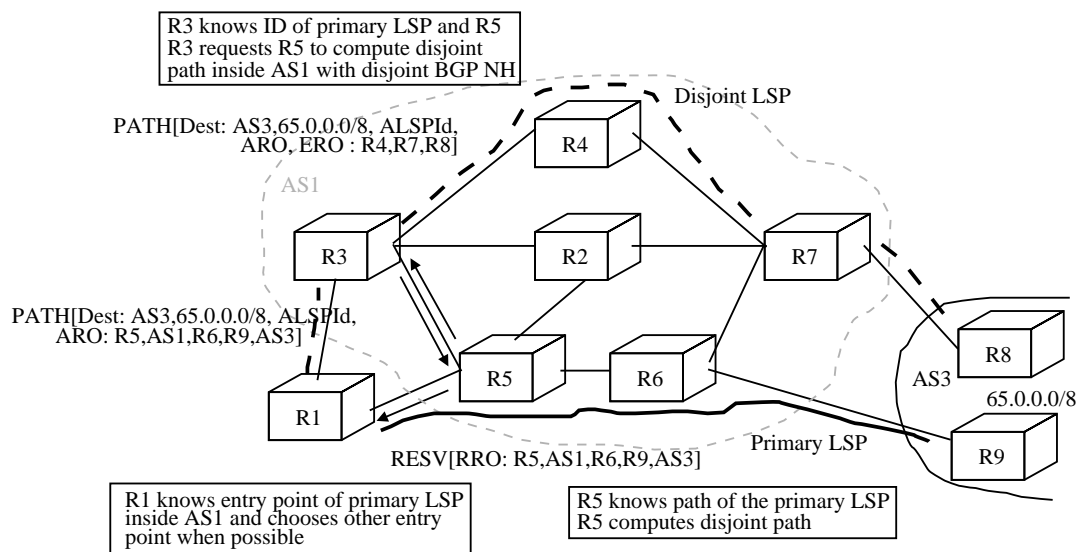 R3 knows ID of primary LSP and R5
R3 requests R5 to compute disjoint
path inside AS1 with disjoint BGP NH
Disjoint LSP
PATH[Dest: AS3,65.0.0.0/8, ALSPId,
ARO, ERO : R4,R7,R8]
R4
AS1
R3
R2
R7
PATH[Dest: AS3,65.0.0.0/8, ALSPId,
ARO: R5,AS1,R6,R9,AS3]
R8
R5
R6
AS3
65.0.0.0/8
R1
Primary LSP
R9
RESV[RRO: R5,AS1,R6,R9,AS3]
R1 knows entry point of primary LSP
inside AS1 and chooses other entry
point when possible
R5 knows path of the primary LSP
R5 computes disjoint path